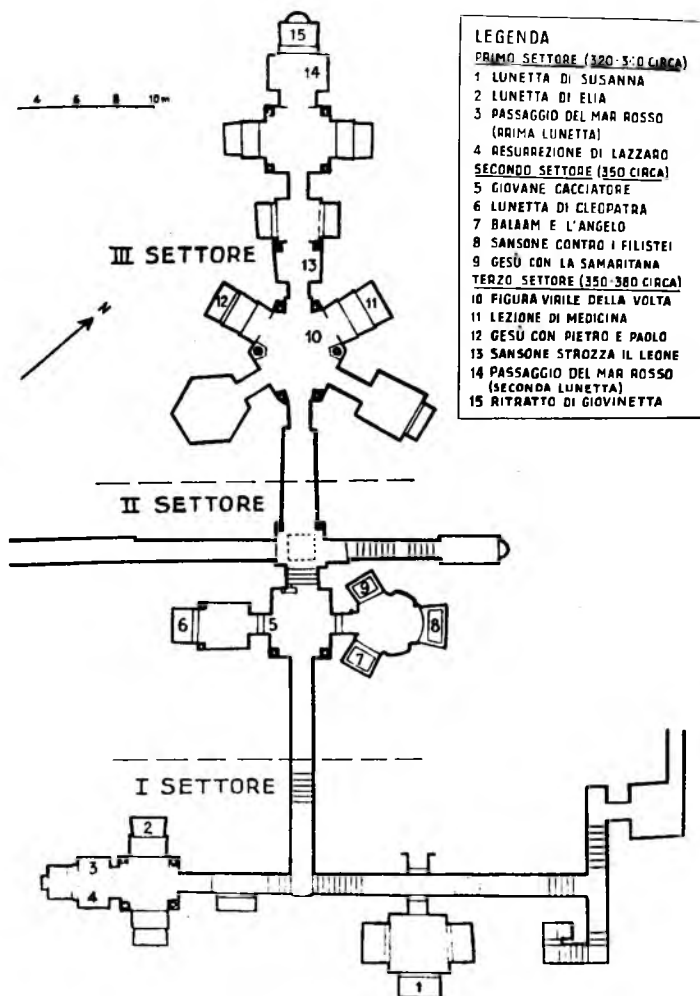 LEGENDA
PRIMO SETTORE (320-3 0 CIRCA)
1 LUNETTA DI SUSANNA
2 LUNETTA DI ELIA
3 PASSAGGIO DEL MAR ROSSO
(PRIMA LUNETTA)
4 RESURREZIONE DI LAZZARO
SECONDO SETTORE (350 CIRCA)
5 GIOVANE CACCIATORE
6 LUNETTA DI CLEOPATRA
7 BALAAM E L'ANGELO
8 SANSONE CONTRO I FILISTEI
9 GESÙ CON LA SAMARITANA
TERZO SETTORE (350-380 CIRCA)
10 FIGURA VIRILE DELLA VOLTA
11 LEZIONE DI MEDICINA
12 GESÙ CON PIETRO E PAOLO
13 SANSONE STROZZA IL LEONE
14 PASSAGGIO DEL MAR ROSSO
(SECONDA LUNETTA)
15 RITRATTO DI GIOVINETTA
15
14
4 6 8 10m
III SETTORE
13
12
11
10
N
II SETTORE
9
6
5
8
7
I SETTORE
2
3
4
1